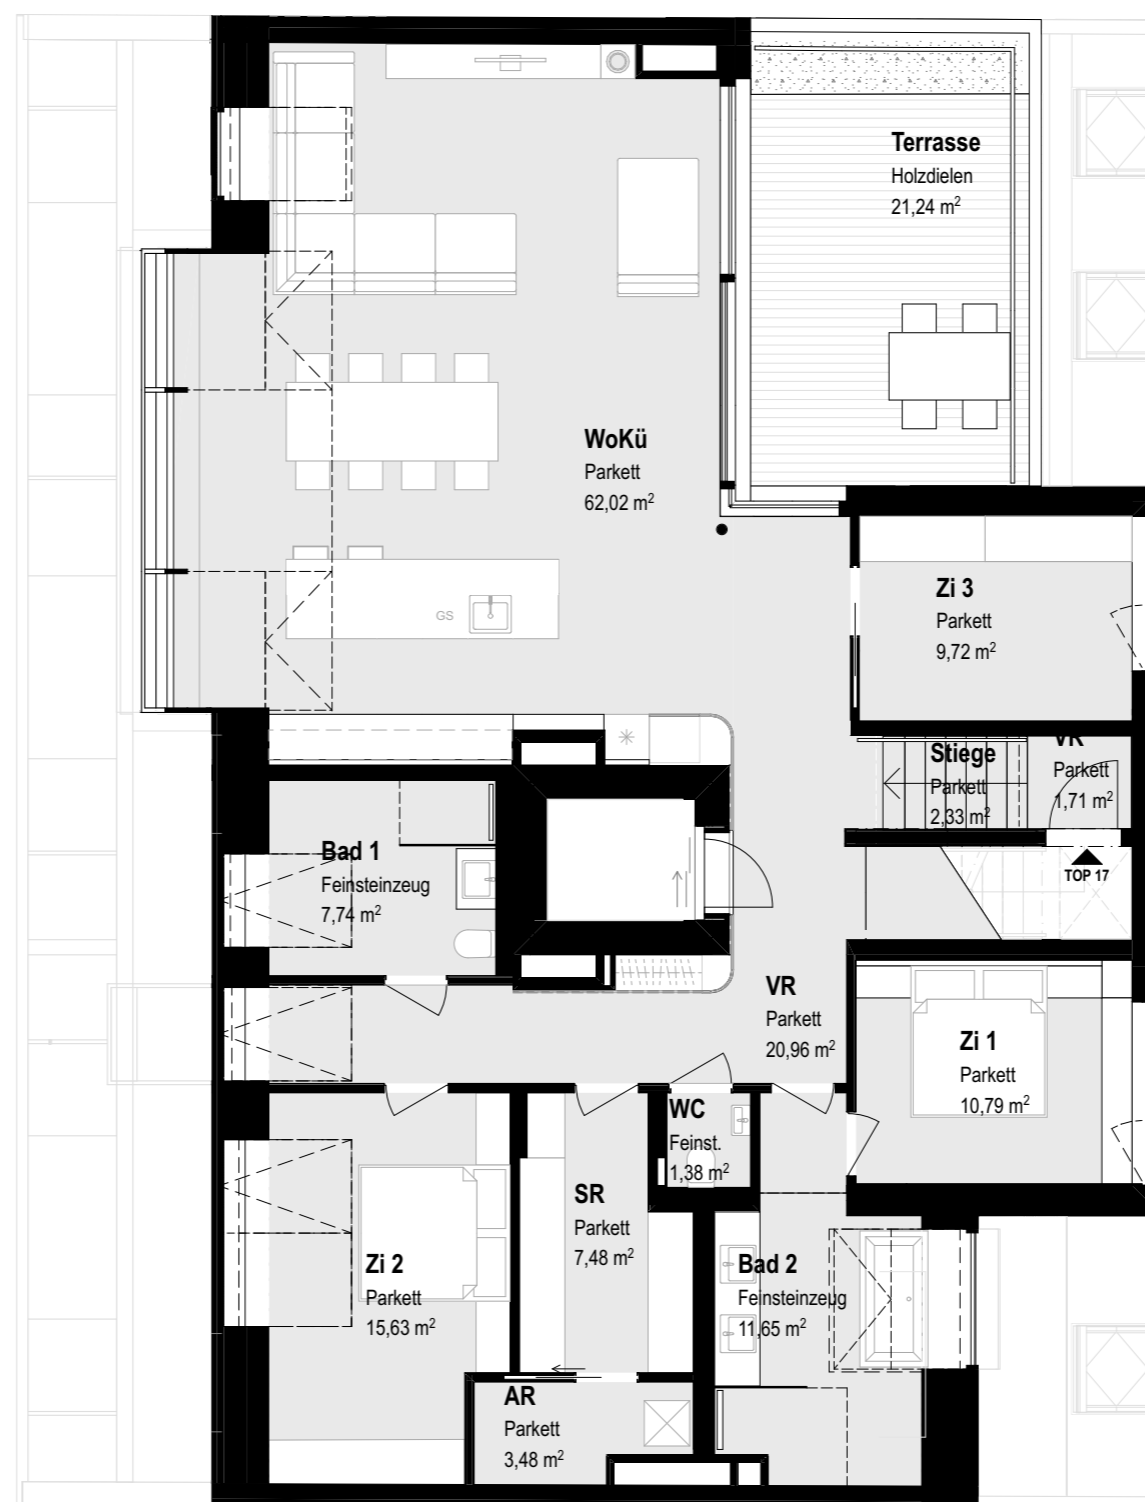 Terrasse
Holzdielen
21,24 m²
WoKü
Parkett
62,02 m²
GS
Zi 3
Parkett
9,72 m²
Stiege
Parkett
2,33 m²
VR
Parkett
1,71 m²
TOP 17
Bad 1
Feinsteinzeug
7,74 m²
VR
Parkett
20,96 m²
Zi 1
Parkett
10,79 m²
WC
Feinst.
1,38 m²
SR
Parkett
7,48 m²
Zi 2
Parkett
15,63 m²
Bad 2
Feinsteinzeug
11,65 m²
AR
Parkett
3,48 m²